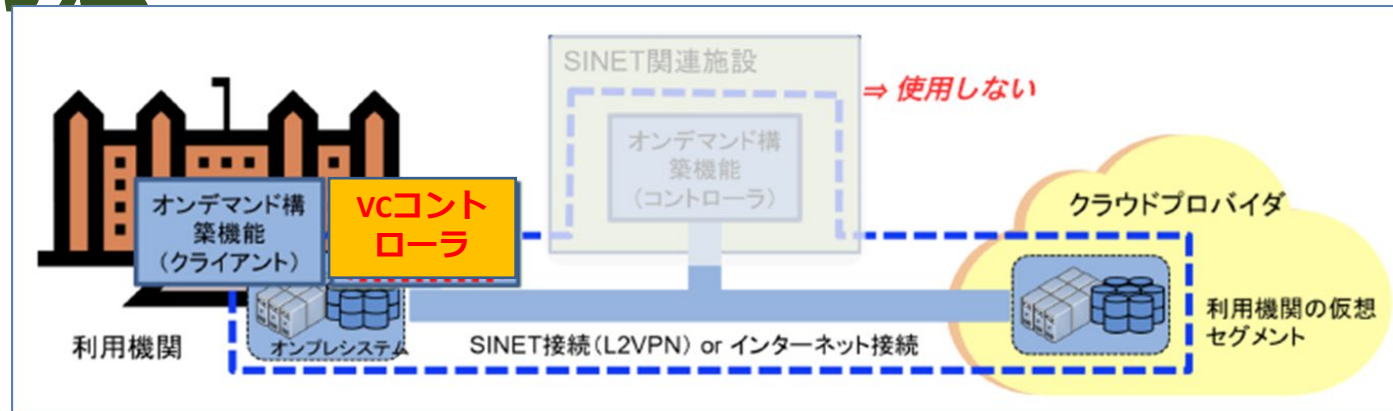 SINET関連施設
⇒ 使用しない
オンデマンド構
築機能
(コントローラ)
オンデマンド構
築機能
(クライアント)
VCコント
ローラ
クラウドプロバイダ
利用機関
オンプレシステム
SINET接続(L2VPN) or インターネット接続
利用機関の仮想
セグメント